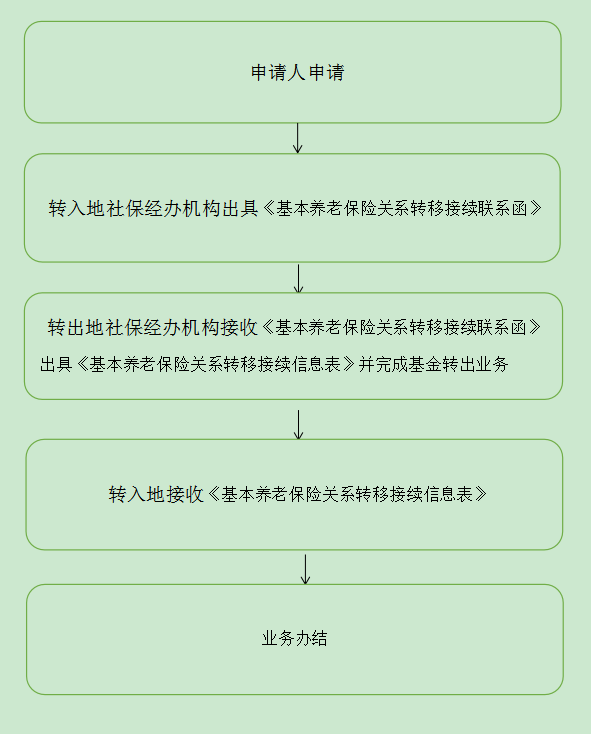 申请人申请
转入地社保经办机构出具《基本养老保险关系转移接续联系函》
转出地社保经办机构接收《基本养老保险关系转移接续联系函》
出具《基本养老保险关系转移接续信息表》并完成基金转出业务
转入地接收《基本养老保险关系转移接续信息表》
业务办结